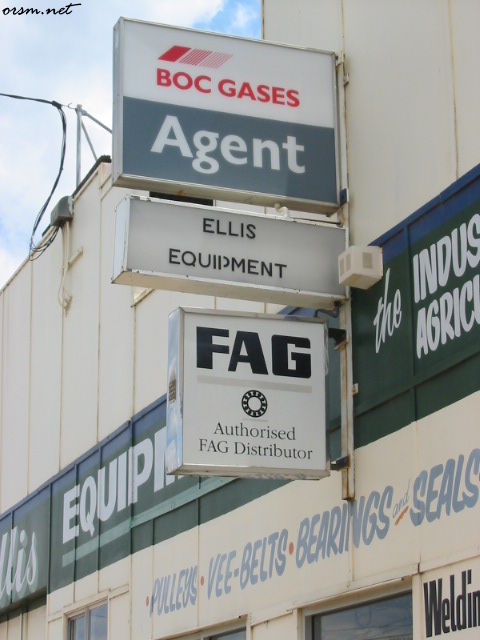 orsm.net
BOC GASES
Agent
ELLIS
EQUIPMENT
FAG
Authorised
FAG Distributor
the
PULLEYS · VEE-BELTS · BEARINGS and SEALS